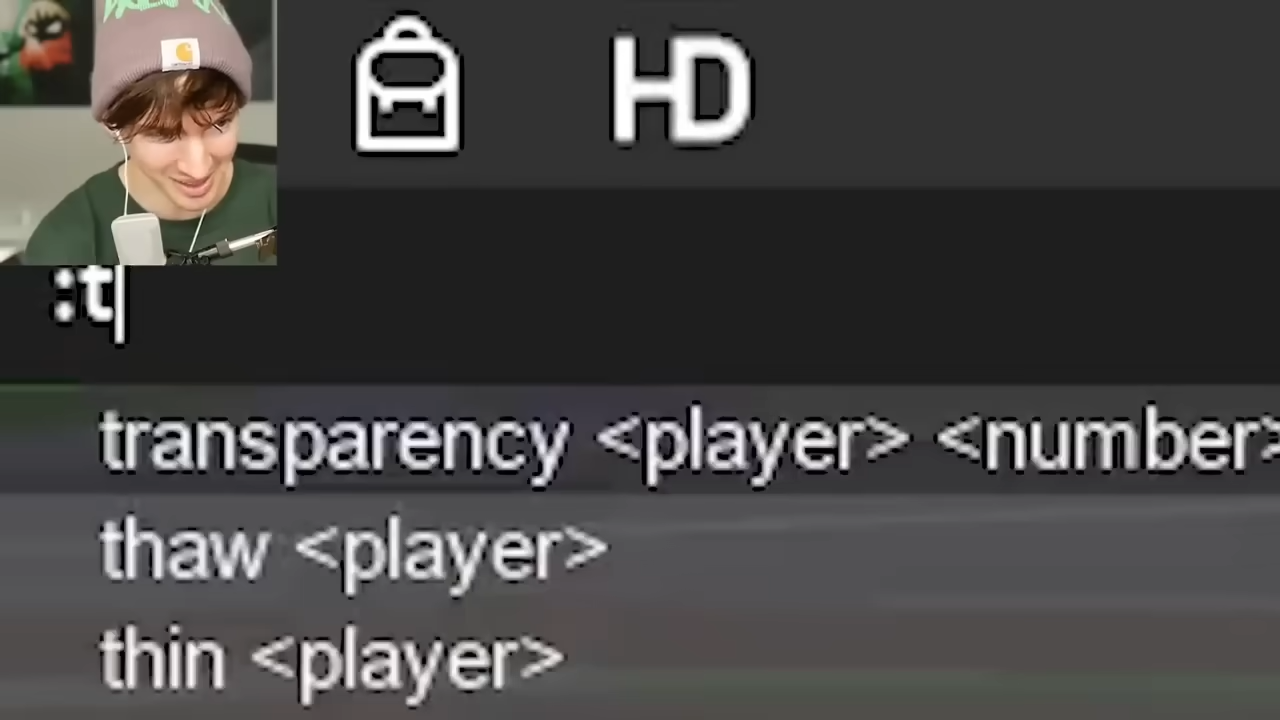 HD
:t
transparency <player> <number>
thaw <player>
thin <player>